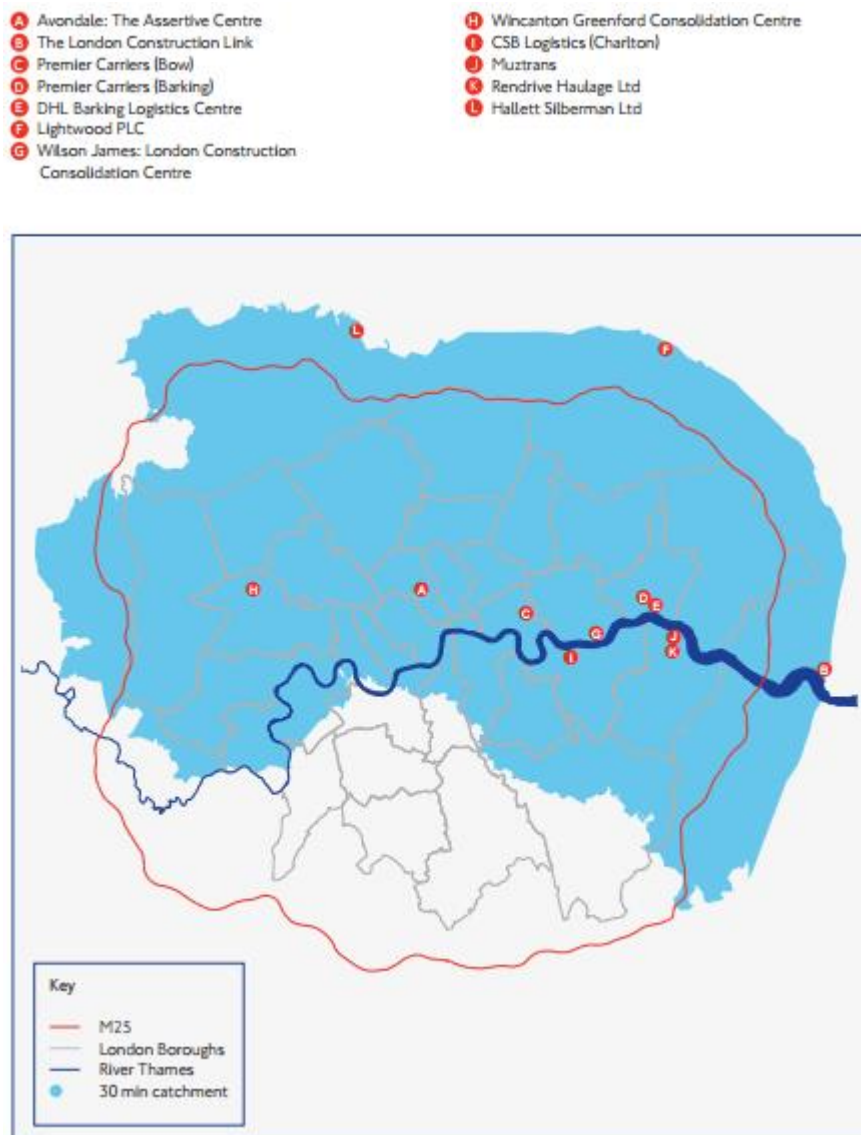 A Avondale: The Assertive Centre
B The London Construction Link
C Premier Carriers (Bow)
D Premier Carriers (Barking)
E DHL Barking Logistics Centre
F Lightwood PLC
G Wilson James: London Construction
Consolidation Centre
H Wincanton Greenford Consolidation Centre
I CSB Logistics (Charlton)
J Muztrans
K Rendrive Haulage Ltd
L Hallett Silberman Ltd
L
F
H
A
D
E
C
G
J
I
K
B
Key
M25
London Boroughs
River Thames
30 min catchment